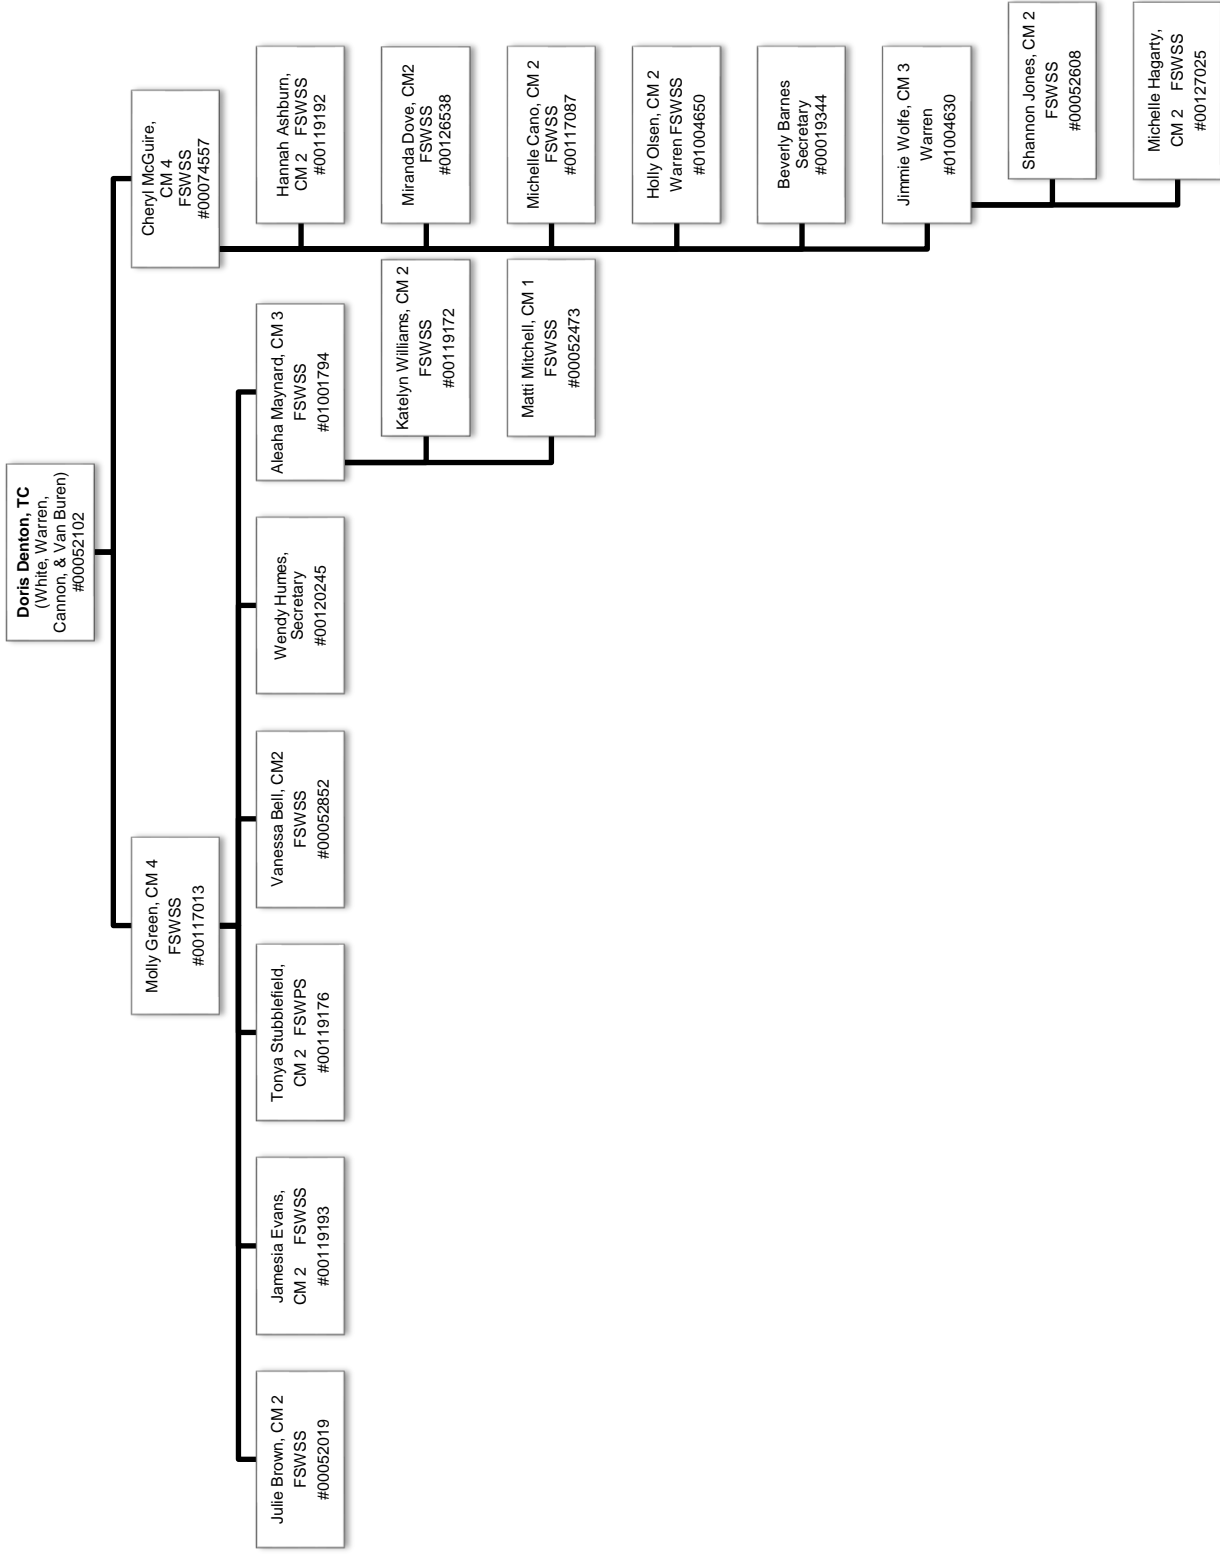 Doris Denton, TC
(White, Warren,
Cannon, & Van Buren)
#00052102
Molly Green, CM 4
FSWSS
#00117013
Cheryl McGuire,
CM 4
FSWSS
#00074557
Julie Brown, CM 2
FSWSS
#00052019
Jamesia Evans,
CM 2 FSWSS
#00119193
Tonya Stubblefield,
CM 2 FSWPS
#00119176
Vanessa Bell, CM2
FSWSS
#00052852
Wendy Humes,
Secretary
#00120245
Aleaha Maynard, CM 3
FSWSS
#01001794
Katelyn Williams, CM 2
FSWSS
#00119172
Matti Mitchell, CM 1
FSWSS
#00052473
Hannah Ashburn,
CM 2 FSWSS
#00119192
Miranda Dove, CM2
FSWSS
#00126538
Michelle Cano, CM 2
FSWSS
#00117087
Holly Olsen, CM 2
Warren FSWSS
#01004650
Beverly Barnes
Secretary
#00019344
Jimmie Wolfe, CM 3
Warren
#01004630
Shannon Jones, CM 2
FSWSS
#00052608
Michelle Hagarty,
CM 2 FSWSS
#00127025